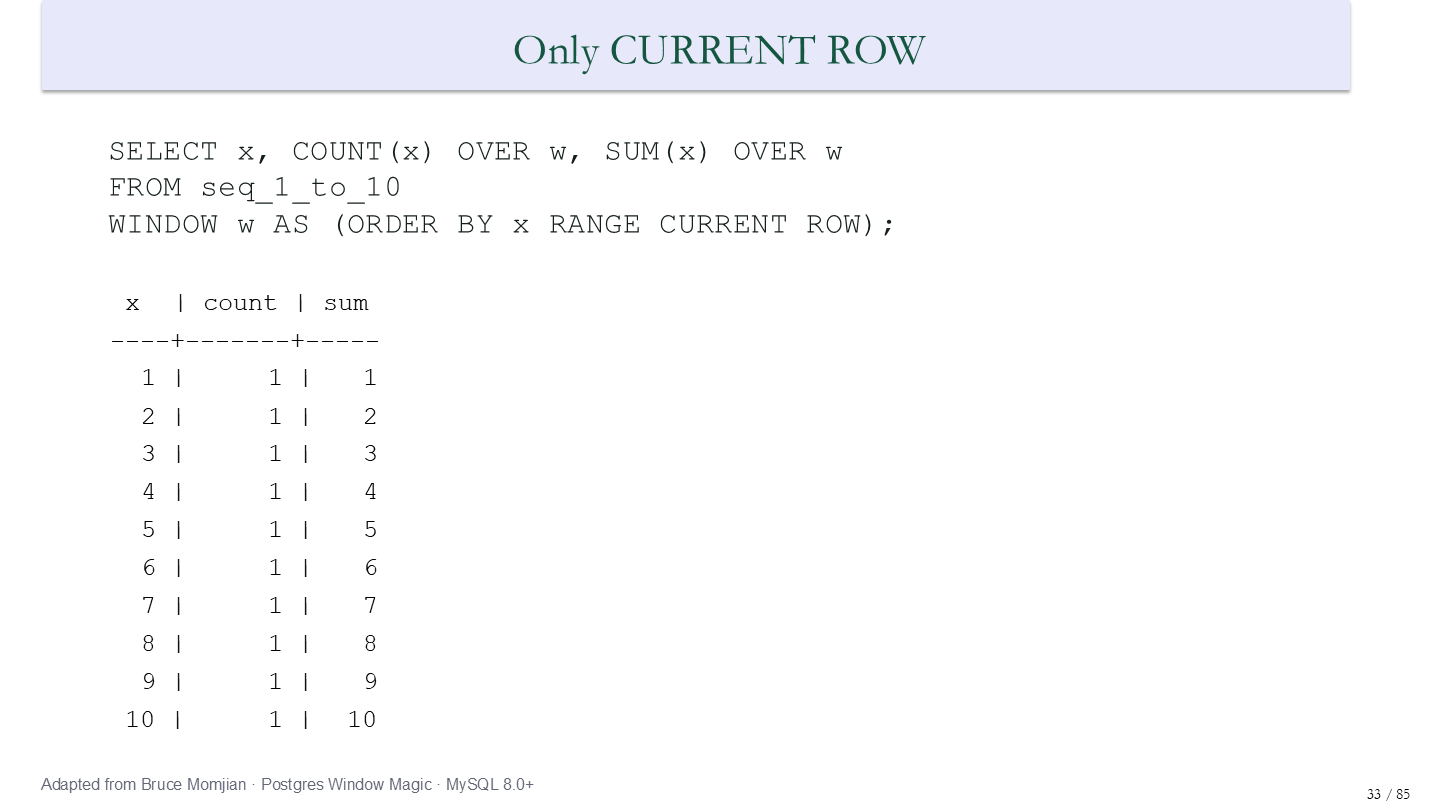 Only CURRENT ROW
SELECT x, COUNT(x) OVER w, SUM(x) OVER w
FROM seq_1_to_10
WINDOW w AS (ORDER BY x RANGE CURRENT ROW);
 x  | count | sum
----+-------+-----
  1 |     1 |   1
  2 |     1 |   2
  3 |     1 |   3
  4 |     1 |   4
  5 |     1 |   5
  6 |     1 |   6
  7 |     1 |   7
  8 |     1 |   8
  9 |     1 |   9
 10 |     1 |  10
Adapted from Bruce Momjian · Postgres Window Magic · MySQL 8.0+
33 / 85